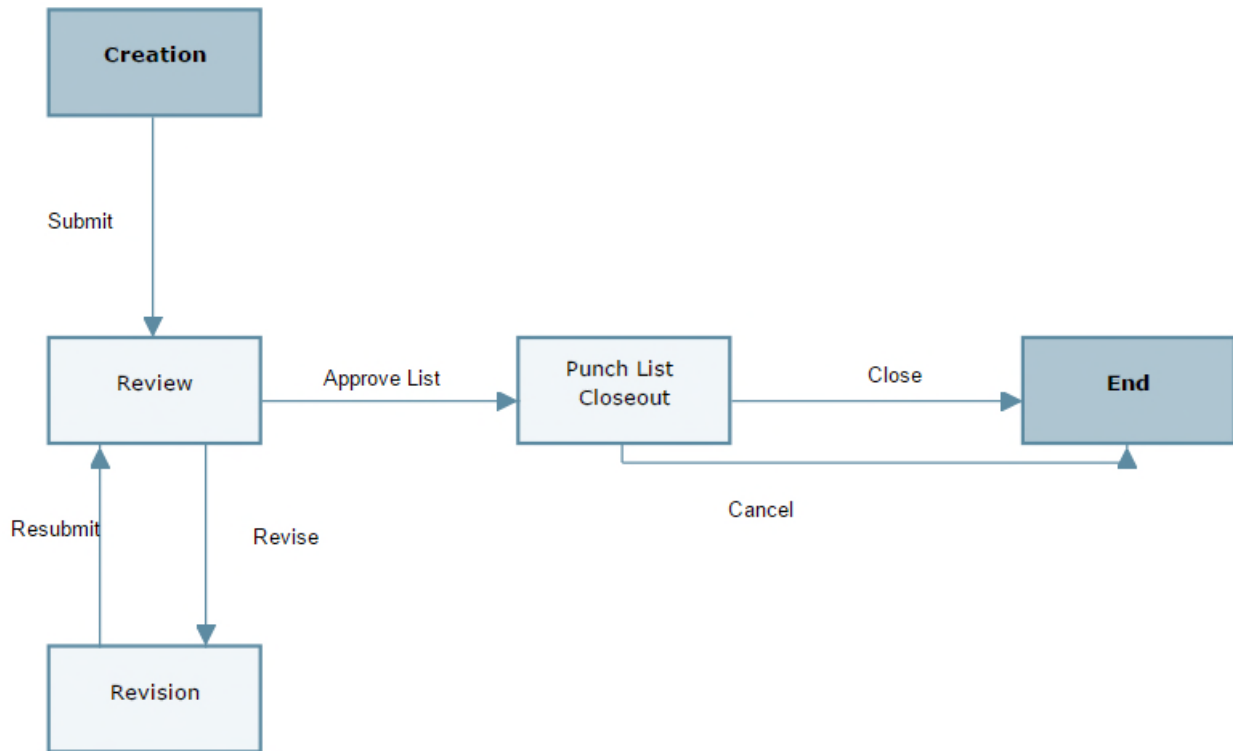 Creation
Submit
Review
Approve List
Punch List
Closeout
Close
End
Cancel
Resubmit
Revise
Revision